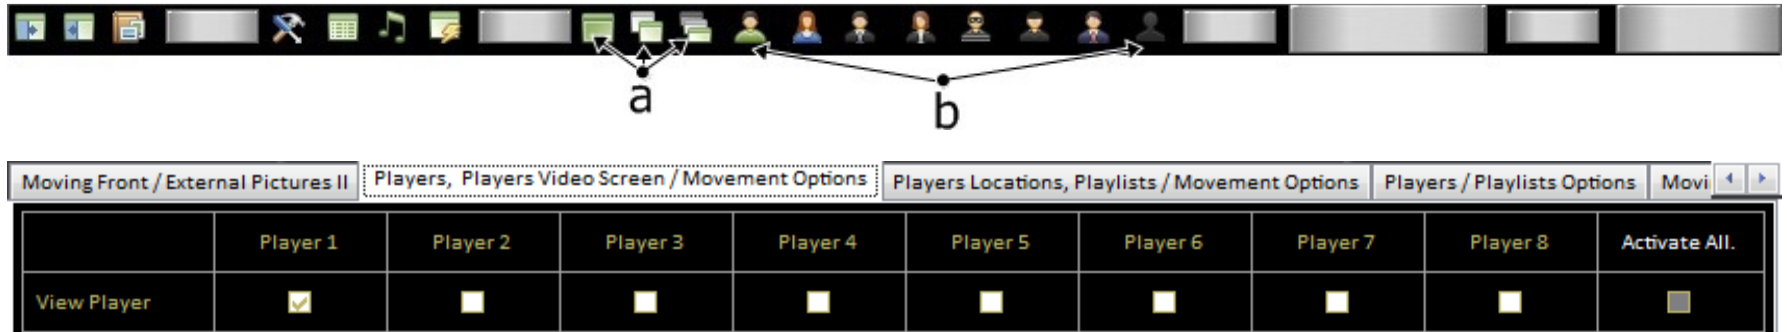 a
b
Moving Front / External Pictures II Players, Players Video Screen / Movement Options Players Locations, Playlists / Movement Options Players / Playlists Options Movi
Player 1 Player 2 Player 3 Player 4 Player 5 Player 6 Player 7 Player 8 Activate All.
View Player